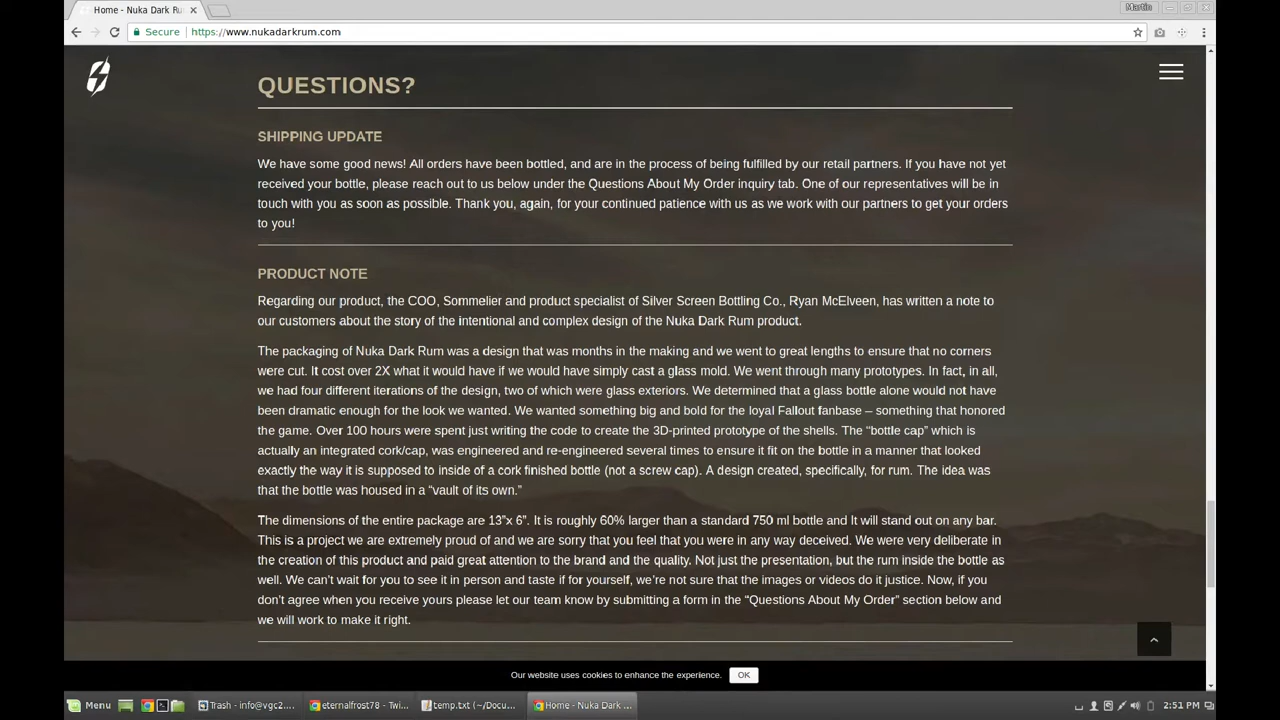 Home - Nuka Dark Ru
Martin
Secure https://www.nukadarkrum.com
QUESTIONS?
SHIPPING UPDATE
We have some good news! All orders have been bottled, and are in the process of being fulfilled by our retail partners. If you have not yet
received your bottle, please reach out to us below under the Questions About My Order inquiry tab. One of our representatives will be in
touch with you as soon as possible. Thank you, again, for your continued patience with us as we work with our partners to get your orders
to you!
PRODUCT NOTE
Regarding our product, the COO, Sommelier and product specialist of Silver Screen Bottling Co., Ryan McElveen, has written a note to
our customers about the story of the intentional and complex design of the Nuka Dark Rum product.
The packaging of Nuka Dark Rum was a design that was months in the making and we went to great lengths to ensure that no corners
were cut. It cost over 2X what it would have if we would have simply cast a glass mold. We went through many prototypes. In fact, in all,
we had four different iterations of the design, two of which were glass exteriors. We determined that a glass bottle alone would not have
been dramatic enough for the look we wanted. We wanted something big and bold for the loyal Fallout fanbase – something that honored
the game. Over 100 hours were spent just writing the code to create the 3D-printed prototype of the shells. The “bottle cap” which is
actually an integrated cork/cap, was engineered and re-engineered several times to ensure it fit on the bottle in a manner that looked
exactly the way it is supposed to inside of a cork finished bottle (not a screw cap). A design created, specifically, for rum. The idea was
that the bottle was housed in a “vault of its own.”
The dimensions of the entire package are 13”x 6”. It is roughly 60% larger than a standard 750 ml bottle and It will stand out on any bar.
This is a project we are extremely proud of and we are sorry that you feel that you were in any way deceived. We were very deliberate in
the creation of this product and paid great attention to the brand and the quality. Not just the presentation, but the rum inside the bottle as
well. We can’t wait for you to see it in person and taste if for yourself, we’re not sure that the images or videos do it justice. Now, if you
don’t agree when you receive yours please let our team know by submitting a form in the “Questions About My Order” section below and
we will work to make it right.
Our website uses cookies to enhance the experience. OK
Menu Trash - info@vgc2.... eternalfrost78 - Twi... temp.txt (~/Docu... Home - Nuka Dark ... 2:51 PM